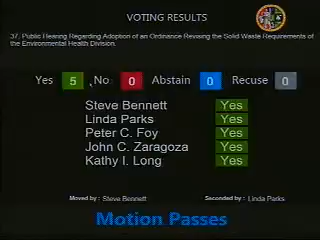 VOTING RESULTS
37. Public Hearing Regarding Adoption of an Ordinance Revising the Solid Waste Requirements of
the Environmental Health Division.
Yes 5 No 0 Abstain 0 Recuse 0
Steve Bennett Yes
Linda Parks Yes
Peter C. Foy Yes
John C. Zaragoza Yes
Kathy I. Long Yes
Moved by : Steve Bennett Seconded by : Linda Parks
Motion Passes